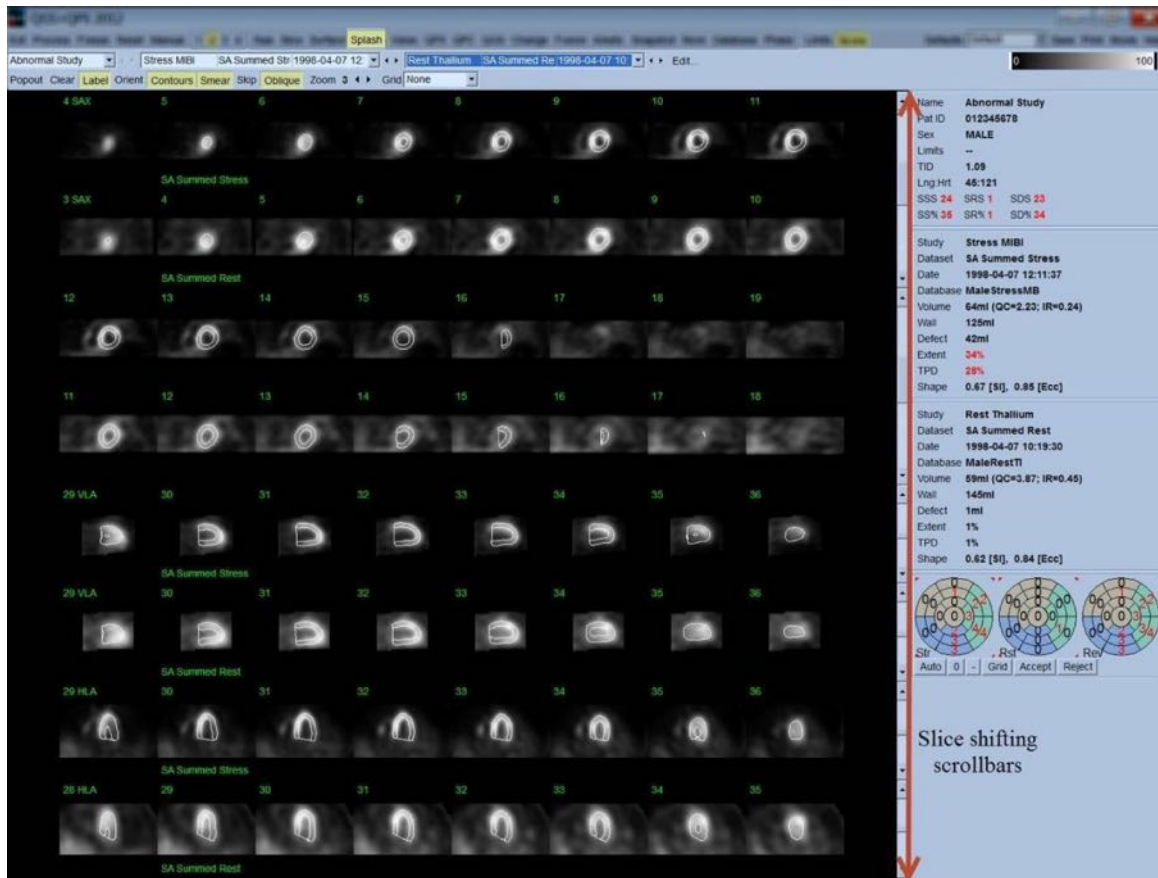 QGS+QPS 2012
Splash
Abnormal Study Stress MIBI SA Summed Str 1998-04-07 12: Rest Thallium SA Summed Re 1998-04-07 10: Edit...
0 100
Popout Clear Label Orient Contours Smear Skip Oblique Zoom 3 Grid None
4 SAX 5 6 7 8 9 10 11
SA Summed Stress
3 SAX 4 5 6 7 8 9 10
SA Summed Rest
12 13 14 15 16 17 18 19
11 12 13 14 15 16 17 18
29 VLA 30 31 32 33 34 35 36
SA Summed Stress
29 VLA 30 31 32 33 34 35 36
SA Summed Rest
29 HLA 30 31 32 33 34 35 36
SA Summed Stress
28 HLA 29 30 31 32 33 34 35
SA Summed Rest
Name Abnormal Study
Pat ID 012345678
Sex MALE
Limits --
TID 1.09
Lng:Hrt 45:121
SSS 24 SRS 1 SDS 23
SS% 35 SR% 1 SD% 34
Study Stress MIBI
Dataset SA Summed Stress
Date 1998-04-07 12:11:37
Database MaleStressMB
Volume 64ml (QC=2.23; IR=0.24)
Wall 125ml
Defect 42ml
Extent 34%
TPD 28%
Shape 0.67 [SI], 0.85 [Ecc]
Study Rest Thallium
Dataset SA Summed Rest
Date 1998-04-07 10:19:30
Database MaleRestTl
Volume 59ml (QC=3.87; IR=0.45)
Wall 145ml
Defect 1ml
Extent 1%
TPD 1%
Shape 0.62 [SI], 0.84 [Ecc]
Str Rst Rev
Auto 0 - Grid Accept Reject
Slice shifting
scrollbars